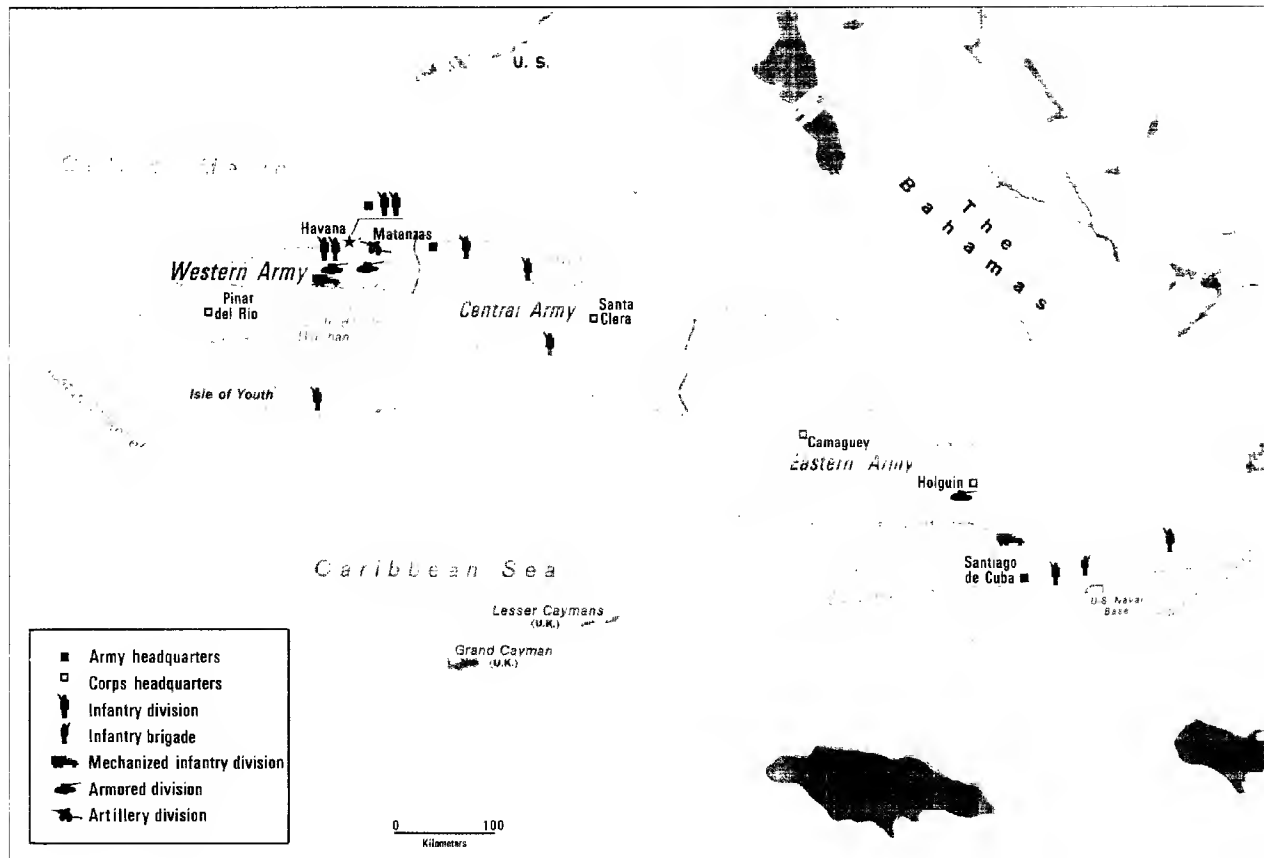 U. S.
The
Bahamas
Havana
Matanzas
Western Army
Pinar
del Rio
Central Army
Santa
Clera
Isle of Youth
Camaguey
Eastern Army
Holguin
Santiago
de Cuba
U.S. Naval
Base
Caribbean Sea
Lesser Caymans
(U.K.)
Grand Cayman
(U.K.)
Army headquarters
Corps headquarters
Infantry division
Infantry brigade
Mechanized infantry division
Armored division
Artillery division
0 100
Kilometers